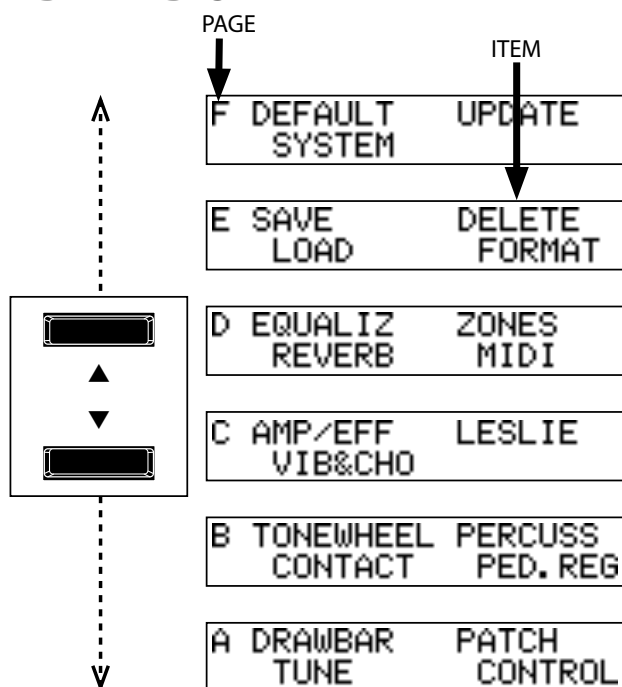 PAGE
ITEM
F DEFAULT UPDATE
SYSTEM
E SAVE DELETE
LOAD FORMAT
D EQUALIZ ZONES
REVERB MIDI
C AMP/EFF LESLIE
VIB&CHO
B TONEWHEEL PERCUSS
CONTACT PED.REG
A DRAWBAR PATCH
TUNE CONTROL